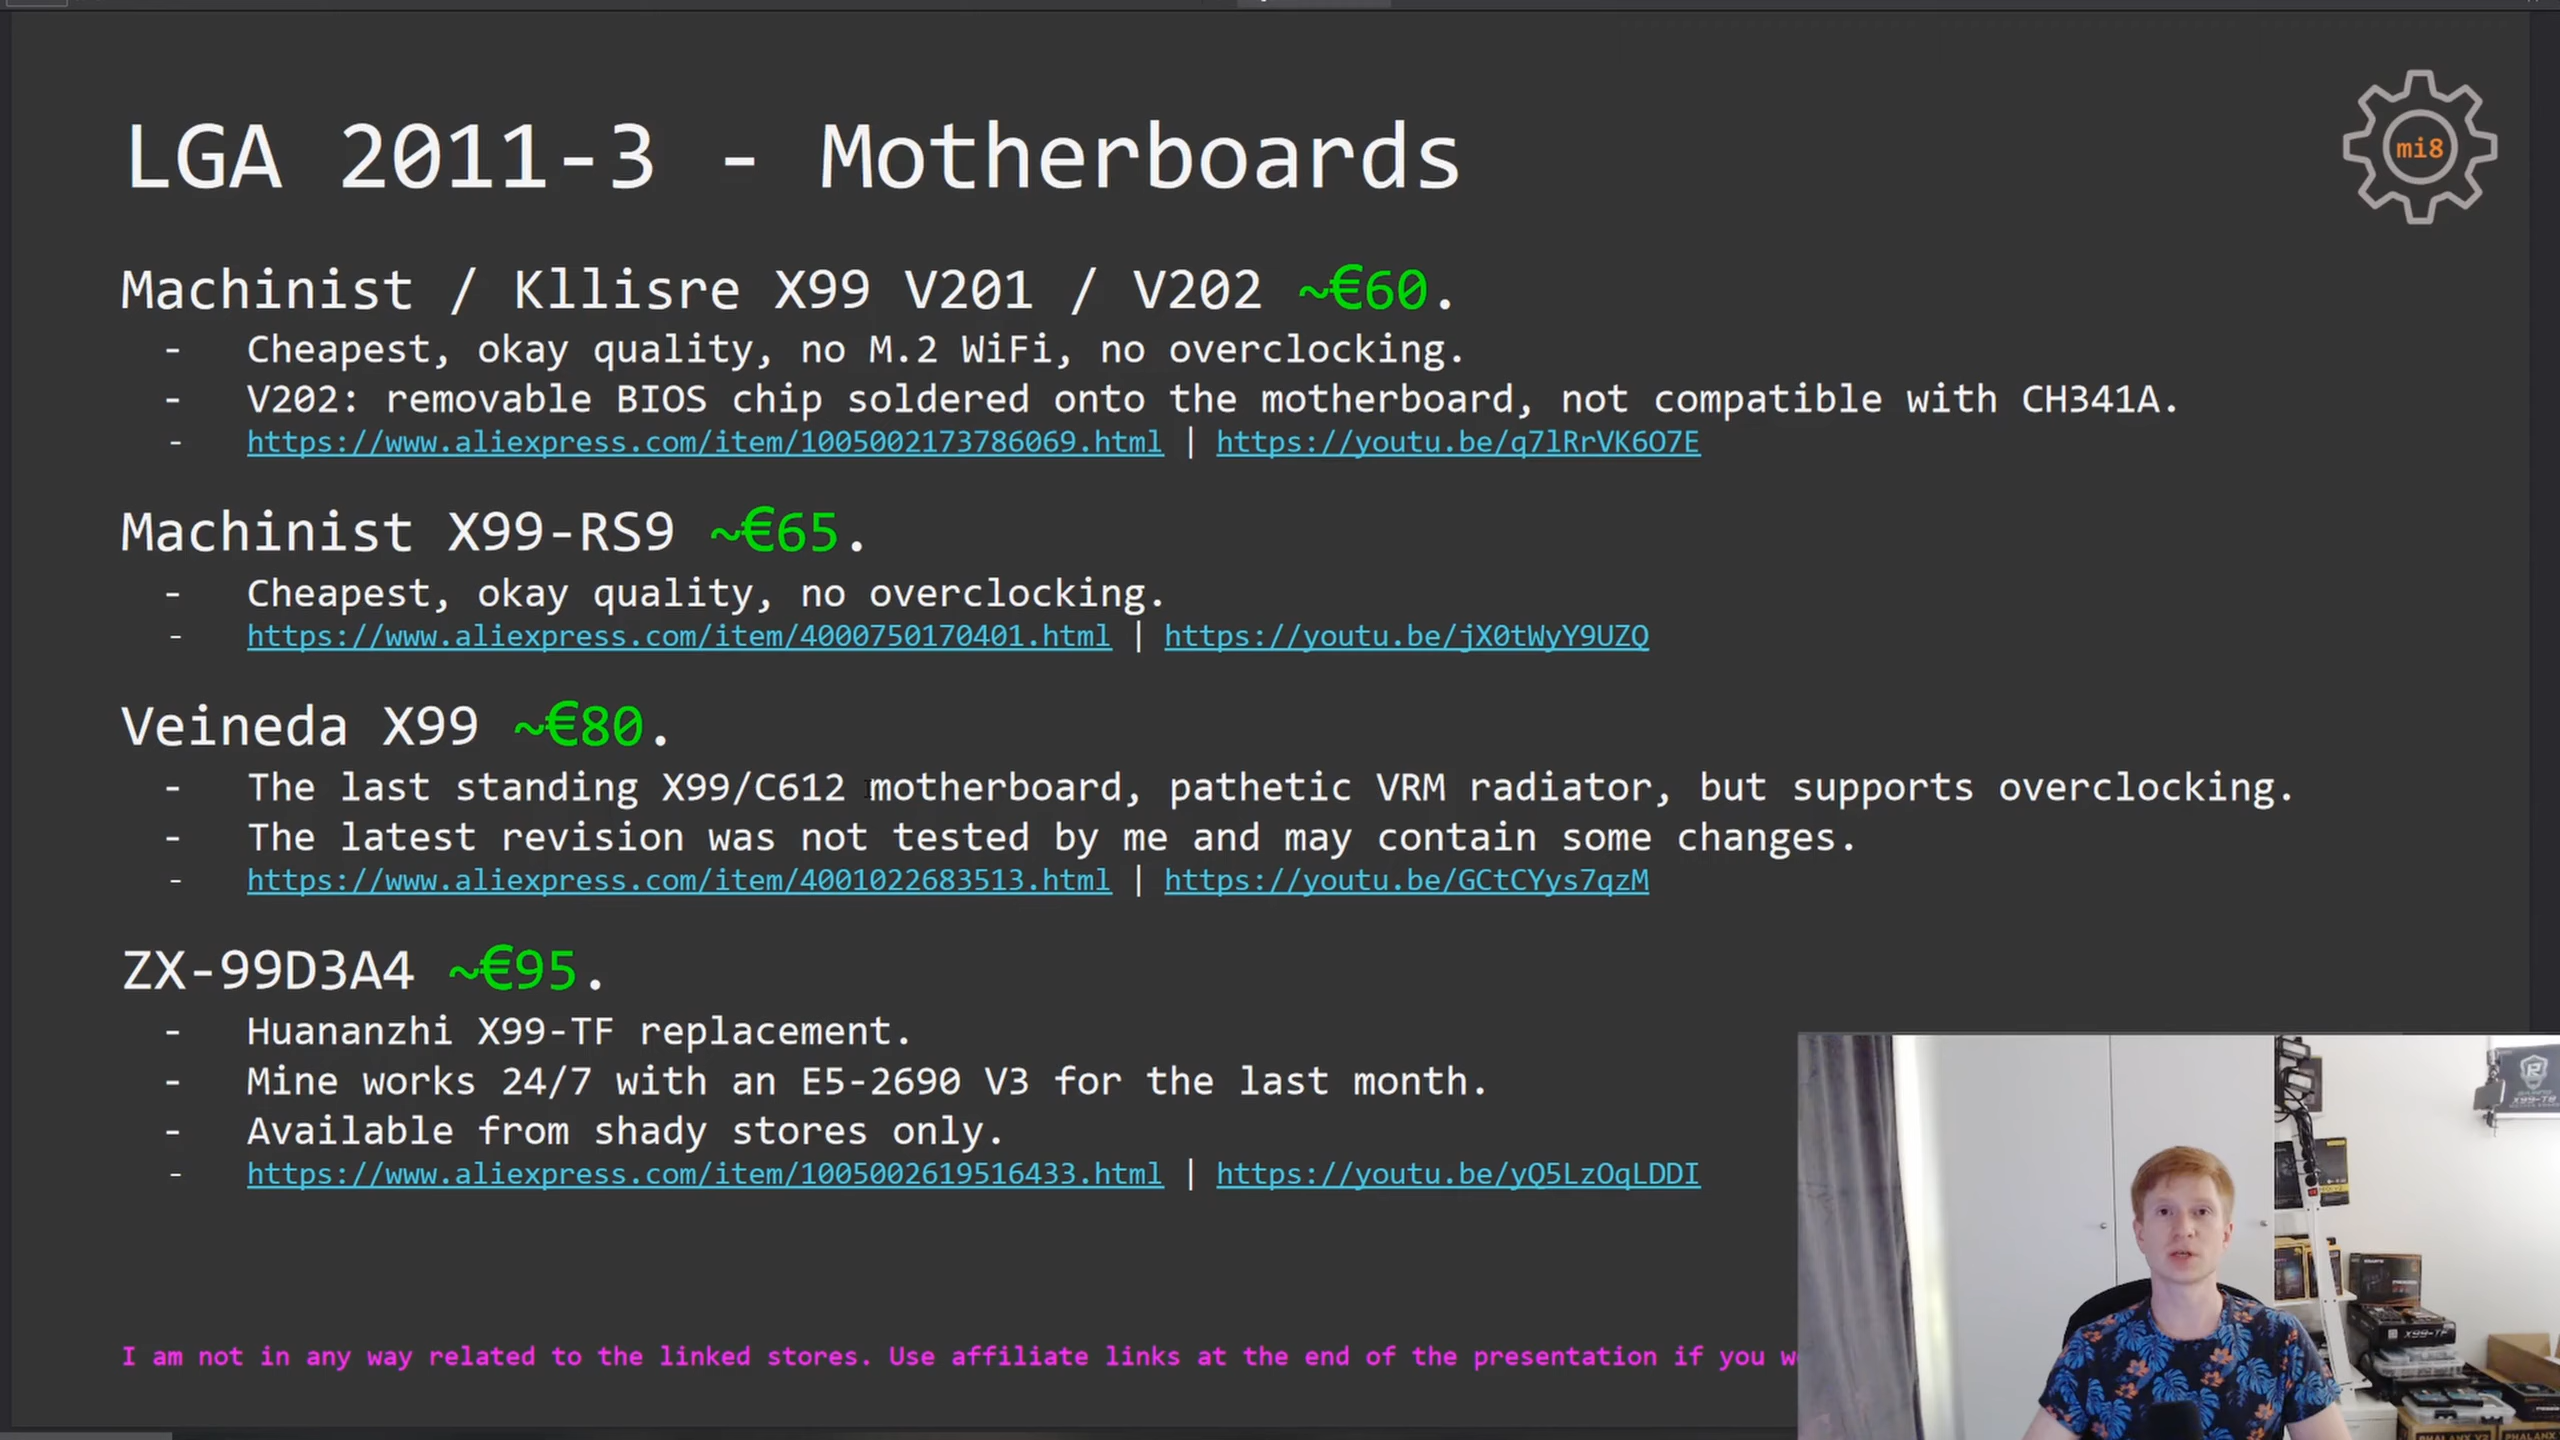 LGA 2011-3 - Motherboards
mi8
Machinist / Kllisre X99 V201 / V202 ~€60.
- Cheapest, okay quality, no M.2 WiFi, no overclocking.
- V202: removable BIOS chip soldered onto the motherboard, not compatible with CH341A.
- https://www.aliexpress.com/item/1005002173786069.html | https://youtu.be/q7lRrVK6O7E
Machinist X99-RS9 ~€65.
- Cheapest, okay quality, no overclocking.
- https://www.aliexpress.com/item/4000750170401.html | https://youtu.be/jX0tWyY9UZQ
Veineda X99 ~€80.
- The last standing X99/C612 motherboard, pathetic VRM radiator, but supports overclocking.
- The latest revision was not tested by me and may contain some changes.
- https://www.aliexpress.com/item/4001022683513.html | https://youtu.be/GCtCYys7qzM
ZX-99D3A4 ~€95.
- Huananzhi X99-TF replacement.
- Mine works 24/7 with an E5-2690 V3 for the last month.
- Available from shady stores only.
- https://www.aliexpress.com/item/1005002619516433.html | https://youtu.be/yQ5LzOqLDDI
I am not in any way related to the linked stores. Use affiliate links at the end of the presentation if you
X99-T8
X99-TF